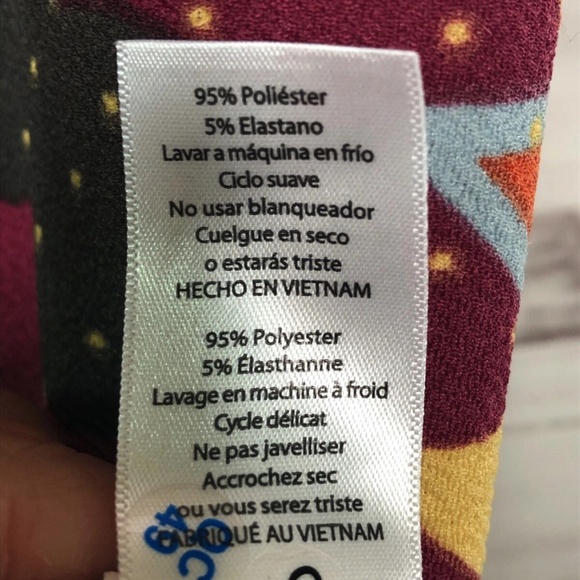 95% Poliéster
5% Elastano
Lavar a máquina en frío
Ciclo suave
No usar blanqueador
Cuelgue en seco
o estarás triste
HECHO EN VIETNAM
95% Polyester
5% Élasthanne
Lavage en machine à froid
Cycle délicat
Ne pas javelliser
Accrochez sec
ou vous serez triste
FABRIQUÉ AU VIETNAM
QC
49